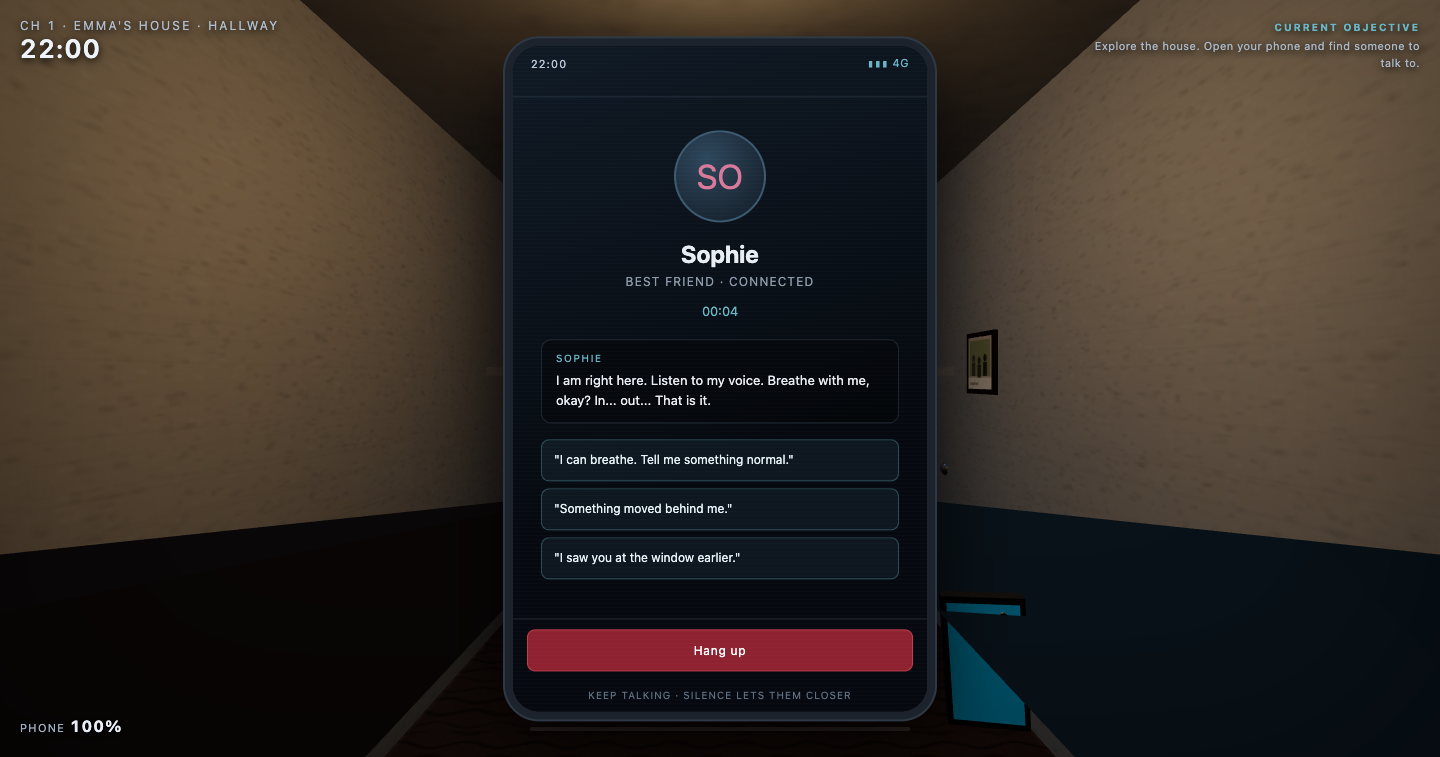 CH 1 · EMMA'S HOUSE · HALLWAY
22:00
CURRENT OBJECTIVE
Explore the house. Open your phone and find someone to
talk to.
22:00
4G
SO
Sophie
BEST FRIEND · CONNECTED
00:04
SOPHIE
I am right here. Listen to my voice. Breathe with me,
okay? In... out... That is it.
"I can breathe. Tell me something normal."
"Something moved behind me."
"I saw you at the window earlier."
Hang up
KEEP TALKING · SILENCE LETS THEM CLOSER
PHONE 100%